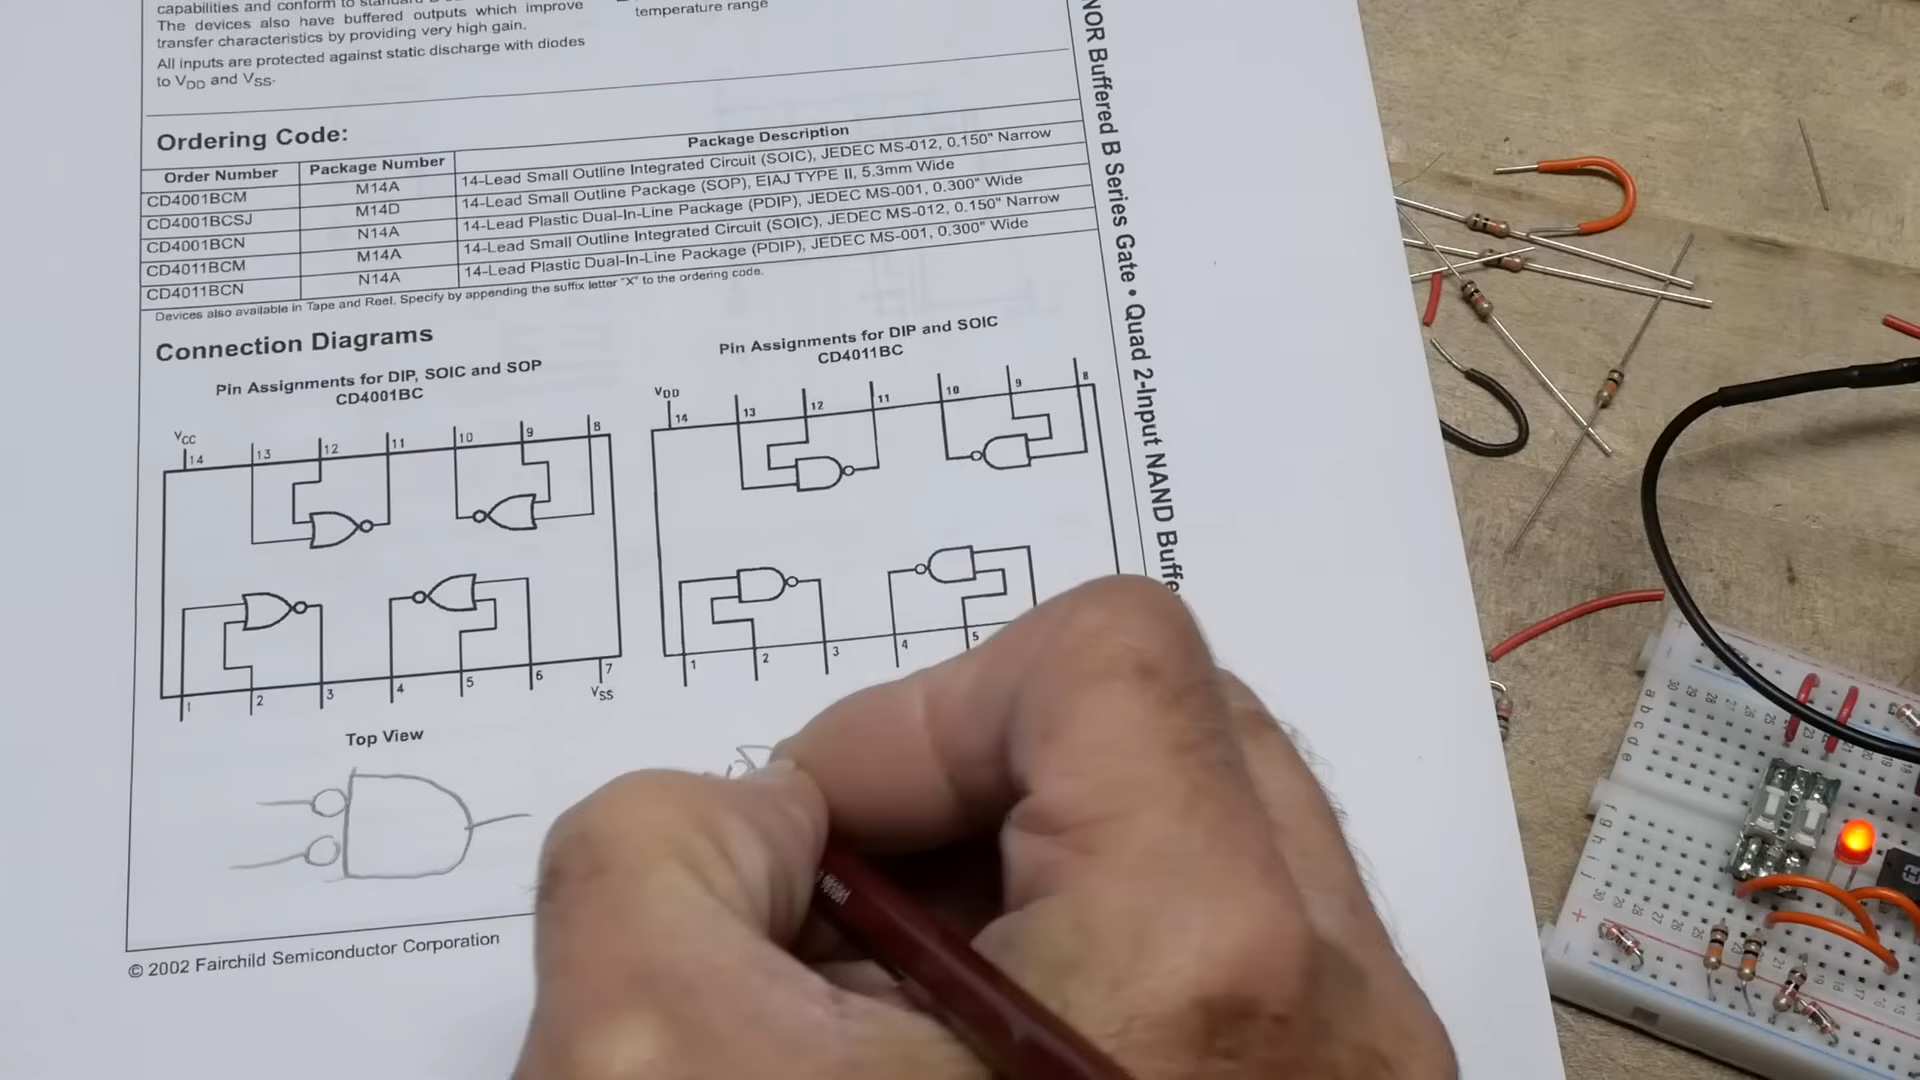 capabilities and conform to
The devices also have buffered outputs which improve
transfer characteristics by providing very high gain.
All inputs are protected against static discharge with diodes
to VDD and VSS.
temperature range
Ordering Code:
Order Number Package Number Package Description
CD4001BCM M14A 14-Lead Small Outline Integrated Circuit (SOIC), JEDEC MS-012, 0.150" Narrow
CD4001BCSJ M14D 14-Lead Small Outline Package (SOP), EIAJ TYPE II, 5.3mm Wide
CD4001BCN N14A 14-Lead Plastic Dual-In-Line Package (PDIP), JEDEC MS-001, 0.300" Wide
CD4011BCM M14A 14-Lead Small Outline Integrated Circuit (SOIC), JEDEC MS-012, 0.150" Narrow
CD4011BCN N14A 14-Lead Plastic Dual-In-Line Package (PDIP), JEDEC MS-001, 0.300" Wide
Devices also available in Tape and Reel. Specify by appending the suffix letter "X" to the ordering code.
Connection Diagrams
Pin Assignments for DIP, SOIC and SOP
CD4001BC
VCC
14 13 12 11 10 9 8
1 2 3 4 5 6 7
VSS
Top View
Pin Assignments for DIP and SOIC
CD4011BC
VDD
14 13 12 11 10 9 8
1 2 3 4 5
© 2002 Fairchild Semiconductor Corporation
NOR Buffered B Series Gate • Quad 2-Input NAND Buffe
a b c d e
f g h i j
30 29 28
30 29 28 27 26 25